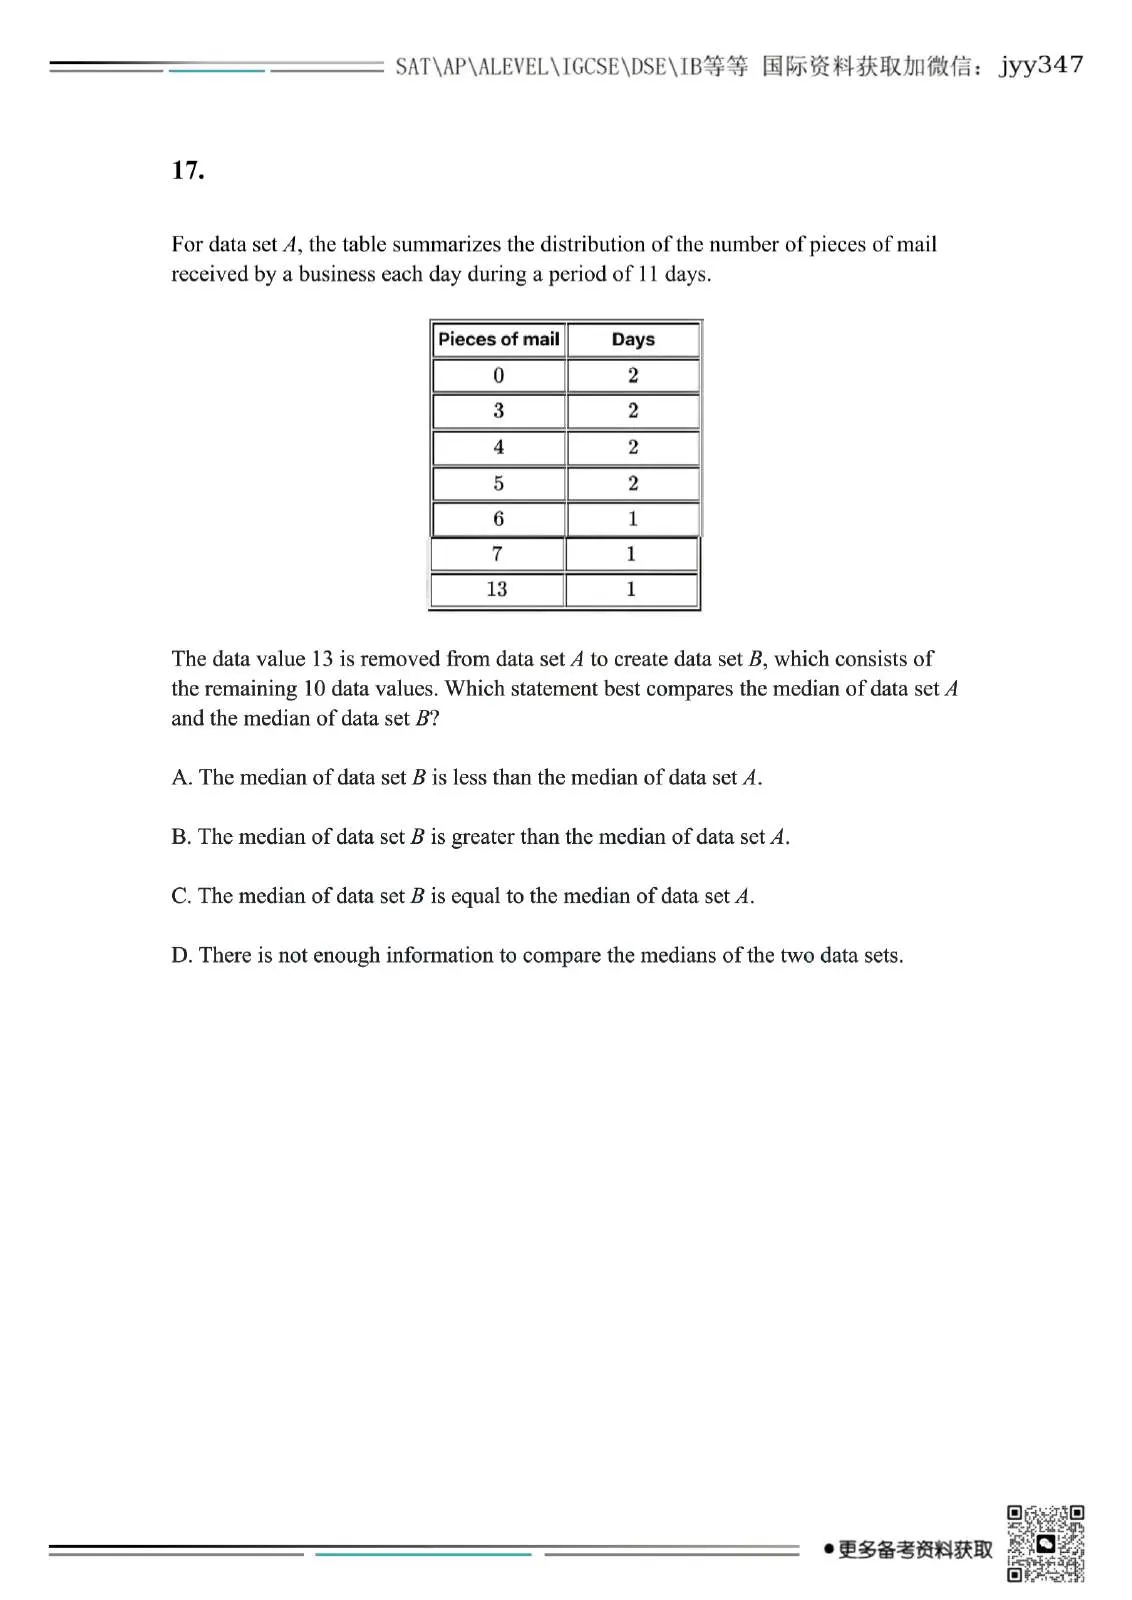 SAT\AP\ALEVEL\IGCSE\DSE\IB等等 国际资料获取加微信: jyy347
17.
For data set A, the table summarizes the distribution of the number of pieces of mail
received by a business each day during a period of 11 days.
Pieces of mail Days
0 2
3 2
4 2
5 2
6 1
7 1
13 1
The data value 13 is removed from data set A to create data set B, which consists of
the remaining 10 data values. Which statement best compares the median of data set A
and the median of data set B?
A. The median of data set B is less than the median of data set A.
B. The median of data set B is greater than the median of data set A.
C. The median of data set B is equal to the median of data set A.
D. There is not enough information to compare the medians of the two data sets.
●更多备考资料获取